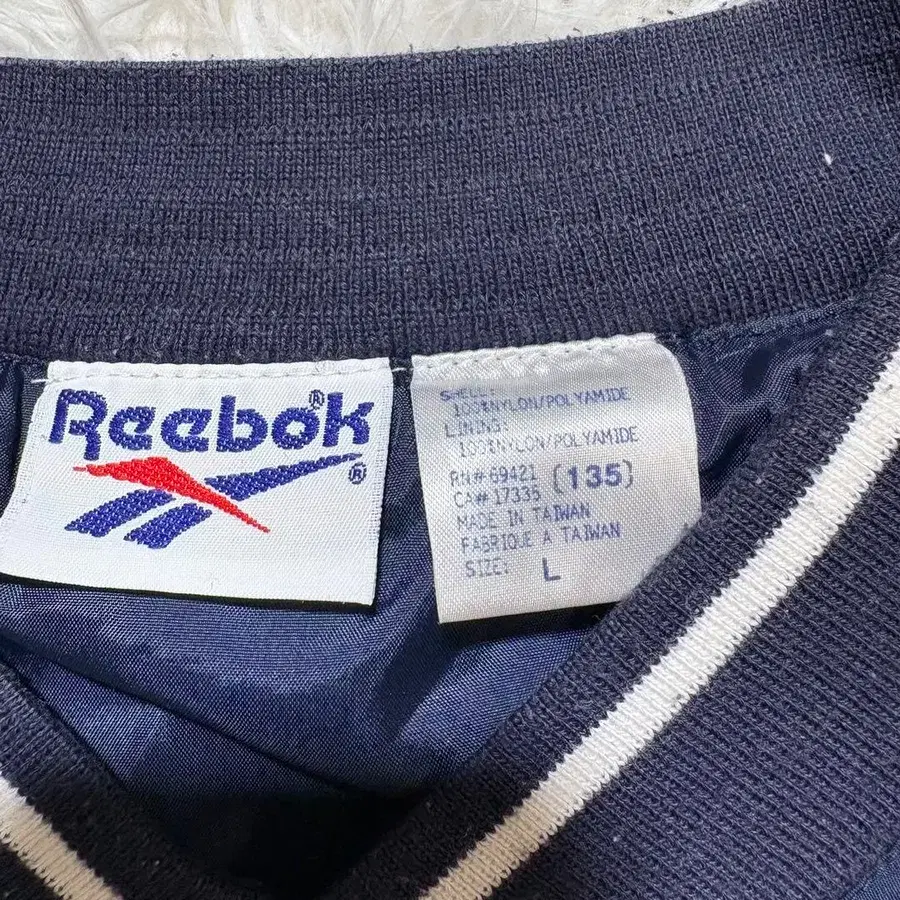 Reebok®
®
SHELL:
100%NYLON/POLYAMIDE
LINING:
100%NYLON/POLYAMIDE
RN# 69421 (135)
CA# 17335
MADE IN TAIWAN
FABRIQUE A TAIWAN
SIZE: L